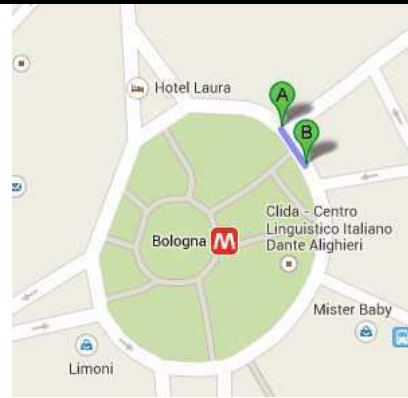 Hotel Laura
A
B
Clida - Centro
Linguistico Italiano
Dante Alighieri
Bologna M
Mister Baby
Limoni